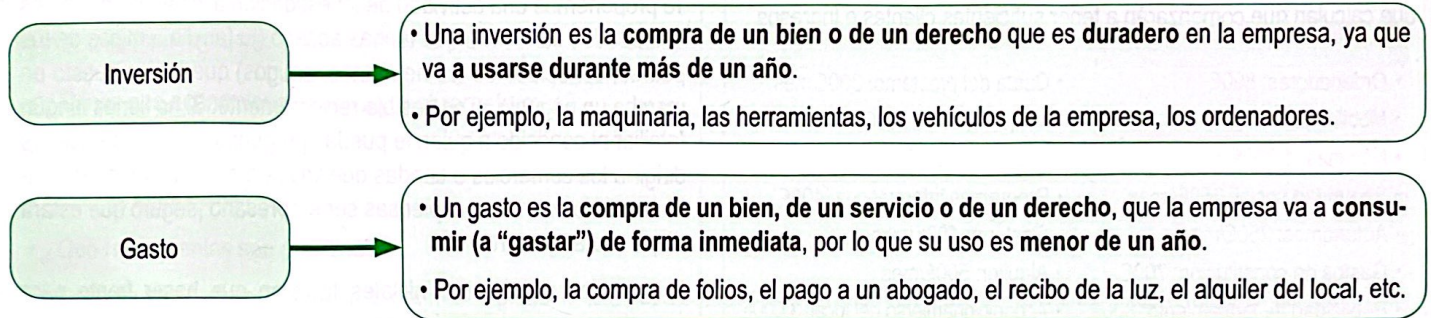 Inversión
• Una inversión es la compra de un bien o de un derecho que es duradero en la empresa, ya que
va a usarse durante más de un año.
• Por ejemplo, la maquinaria, las herramientas, los vehículos de la empresa, los ordenadores.
Gasto
• Un gasto es la compra de un bien, de un servicio o de un derecho, que la empresa va a consu-
mir (a “gastar”) de forma inmediata, por lo que su uso es menor de un año.
• Por ejemplo, la compra de folios, el pago a un abogado, el recibo de la luz, el alquiler del local, etc.